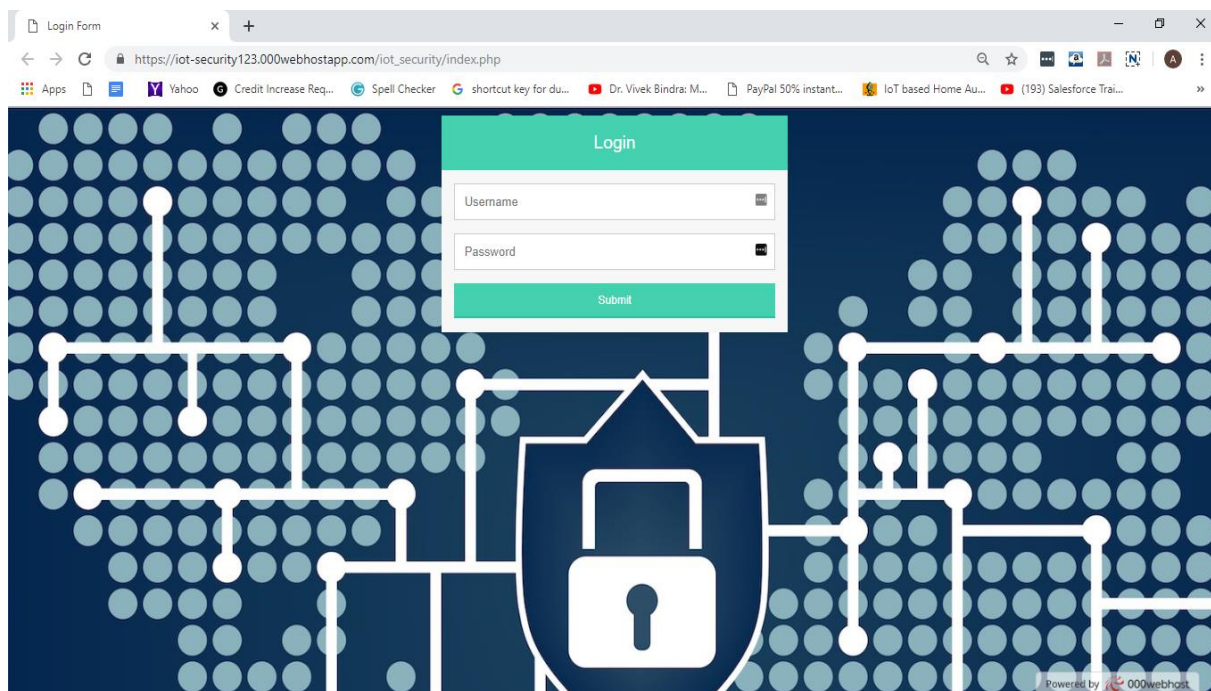 Login Form
https://iot-security123.000webhostapp.com/iot_security/index.php
A
Apps Yahoo Credit Increase Req... Spell Checker shortcut key for du... Dr. Vivek Bindra: M... PayPal 50% instant... IoT based Home Au... (193) Salesforce Trai... »
Login
Username
Password
Submit
Powered by 000webhost